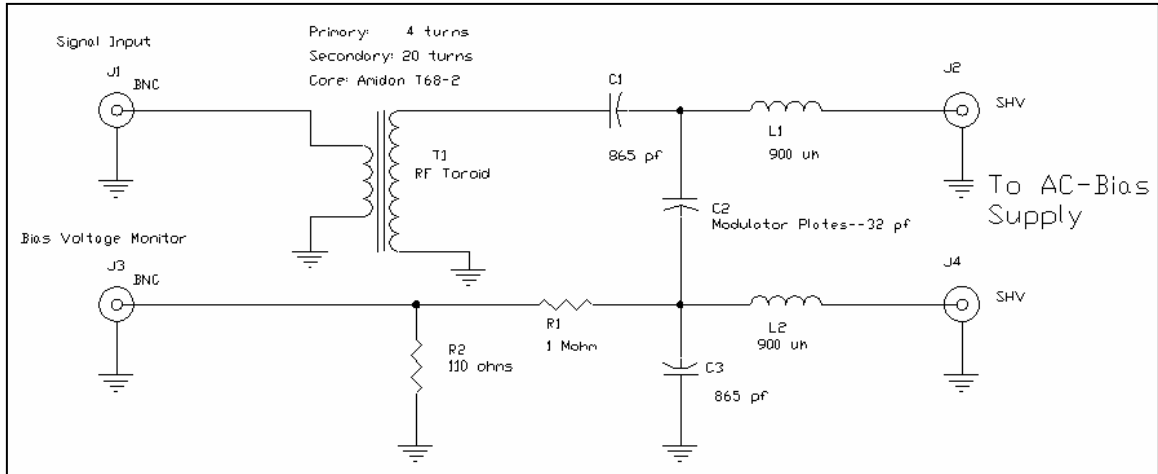 Signal Input
J1
BNC
Primary: 4 turns
Secondary: 20 turns
Core: Amidon T68-2
T1
RF Toroid
C1
865 pf
L1
900 uh
J2
SHV
To AC-Bias
Supply
C2
Modulator Plates--32 pf
Bias Voltage Monitor
J3
BNC
R1
1 Mohm
R2
110 ohms
C3
865 pf
L2
900 uh
J4
SHV